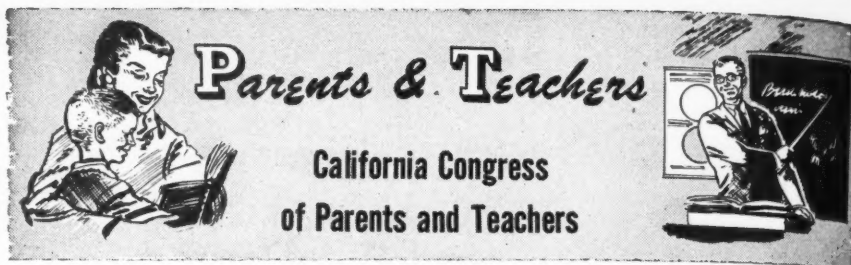 Parents & Teachers
California Congress
of Parents and Teachers